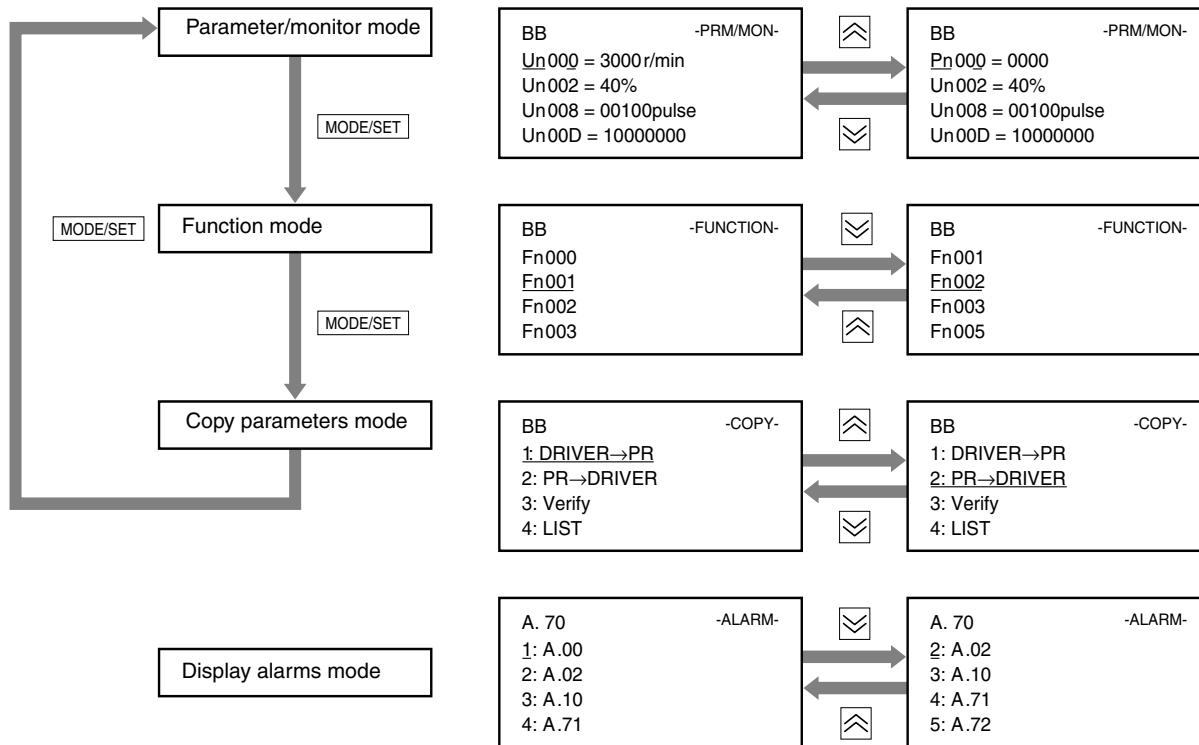 Parameter/monitor mode
MODE/SET
MODE/SET
Function mode
MODE/SET
Copy parameters mode
Display alarms mode
BB -PRM/MON-
Un000 = 3000r/min
Un002 = 40%
Un008 = 00100pulse
Un00D = 10000000
BB -PRM/MON-
Pn000 = 0000
Un002 = 40%
Un008 = 00100pulse
Un00D = 10000000
BB -FUNCTION-
Fn000
Fn001
Fn002
Fn003
BB -FUNCTION-
Fn001
Fn002
Fn003
Fn005
BB -COPY-
1: DRIVER→PR
2: PR→DRIVER
3: Verify
4: LIST
BB -COPY-
1: DRIVER→PR
2: PR→DRIVER
3: Verify
4: LIST
A. 70 -ALARM-
1: A.00
2: A.02
3: A.10
4: A.71
A. 70 -ALARM-
2: A.02
3: A.10
4: A.71
5: A.72